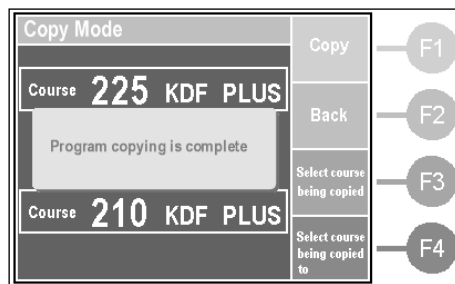 Copy Mode
Copy
F1
Course 225 KDF PLUS
Back
F2
Program copying is complete
Select course
being copied
F3
Course 210 KDF PLUS
Select course
being copied
to
F4